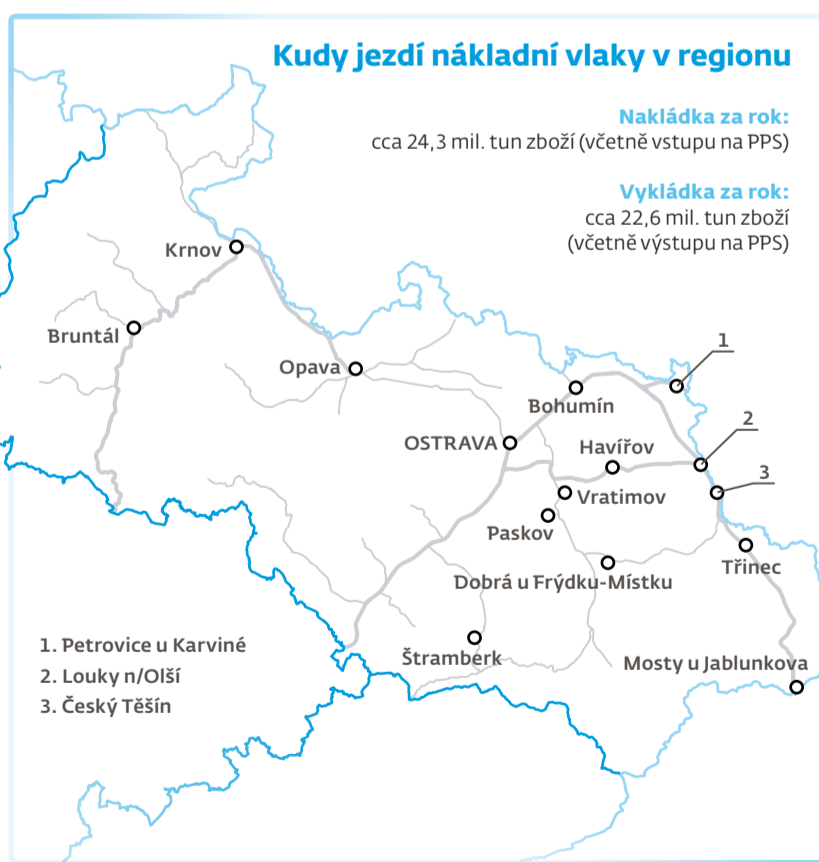 Kudy jezdí nákladní vlaky v regionu
Nakládka za rok:
cca 24,3 mil. tun zboží (včetně vstupu na PPS)
Vykládka za rok:
cca 22,6 mil. tun zboží
(včetně výstupu na PPS)
Krnov
Bruntál
Opava
1
Bohumín
2
OSTRAVA
Havířov
3
Vratimov
Paskov
Třinec
Dobrá u Frýdku-Místku
Štramberk
Mosty u Jablunkova
1. Petrovice u Karviné
2. Louky n/Olší
3. Český Těšín